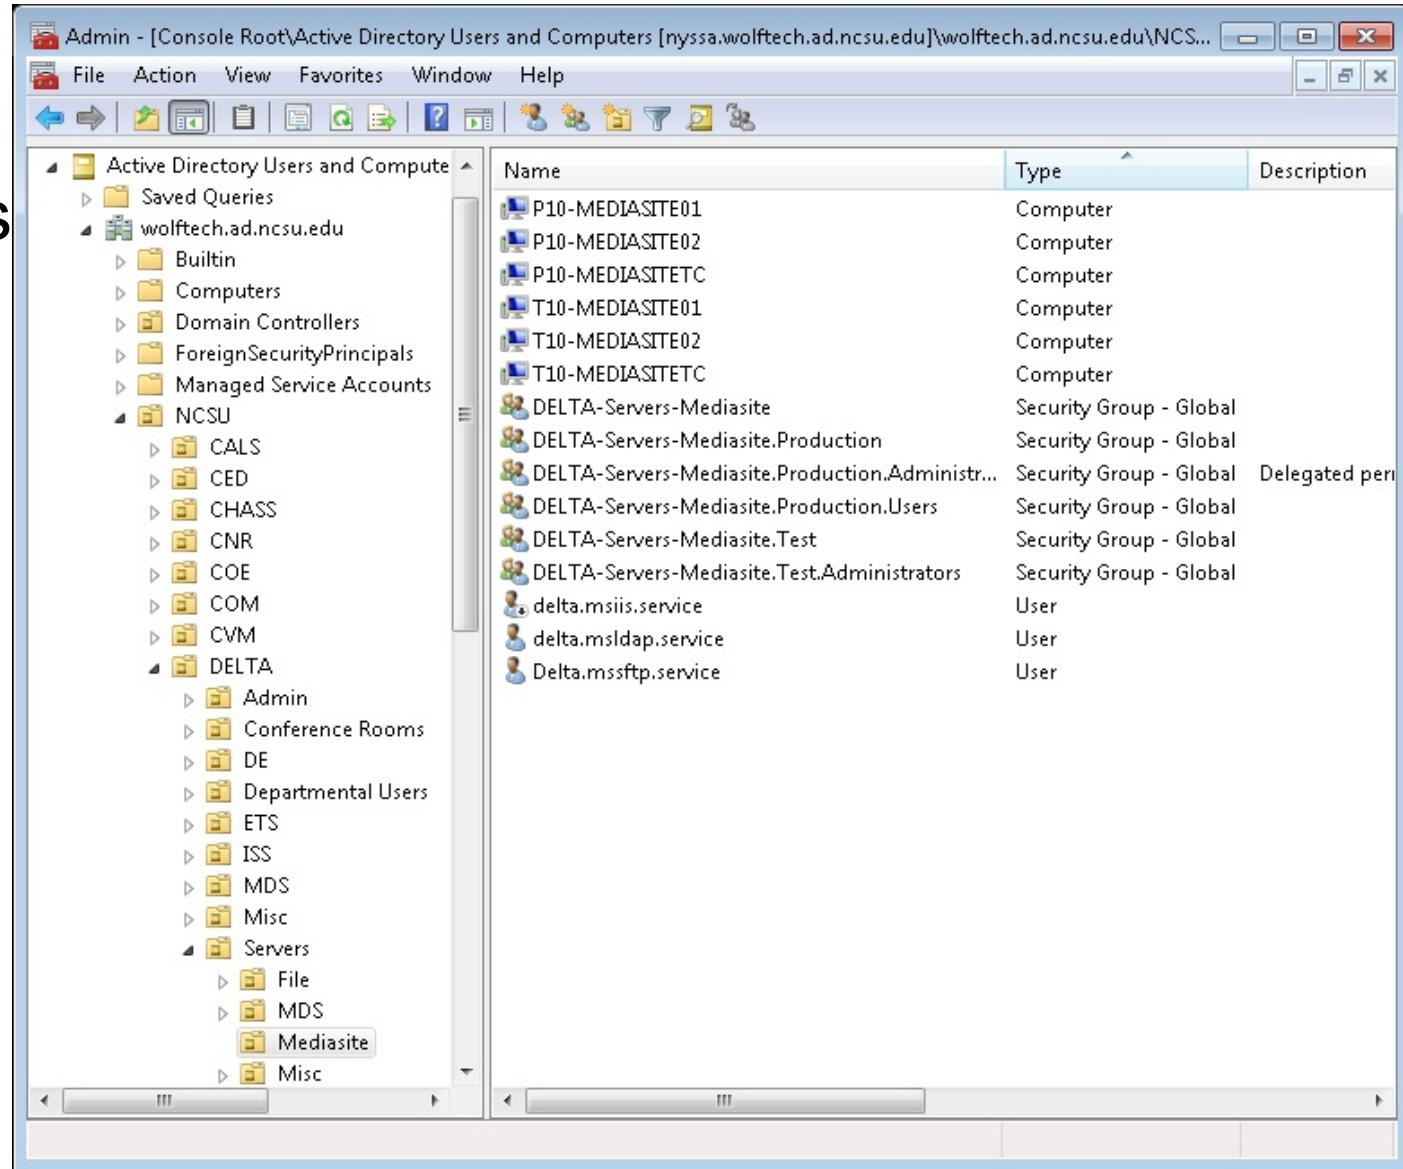 Admin - [Console Root\Active Directory Users and Computers [nyssa.wolftech.ad.ncsu.edu]\wolftech.ad.ncsu.edu\NCS...
File Action View Favorites Window Help
s
Active Directory Users and Compute
Saved Queries
wolftech.ad.ncsu.edu
Builtin
Computers
Domain Controllers
ForeignSecurityPrincipals
Managed Service Accounts
NCSU
CALS
CED
CHASS
CNR
COE
COM
CVM
DELTA
Admin
Conference Rooms
DE
Departmental Users
ETS
ISS
MDS
Misc
Servers
File
MDS
Mediasite
Misc
Name Type Description
P10-MEDIASITE01 Computer
P10-MEDIASITE02 Computer
P10-MEDIASITETC Computer
T10-MEDIASITE01 Computer
T10-MEDIASITE02 Computer
T10-MEDIASITETC Computer
DELTA-Servers-Mediasite Security Group - Global
DELTA-Servers-Mediasite.Production Security Group - Global
DELTA-Servers-Mediasite.Production.Administr... Security Group - Global Delegated peri
DELTA-Servers-Mediasite.Production.Users Security Group - Global
DELTA-Servers-Mediasite.Test Security Group - Global
DELTA-Servers-Mediasite.Test.Administrators Security Group - Global
delta.msiis.service User
delta.msldap.service User
Delta.mssftp.service User